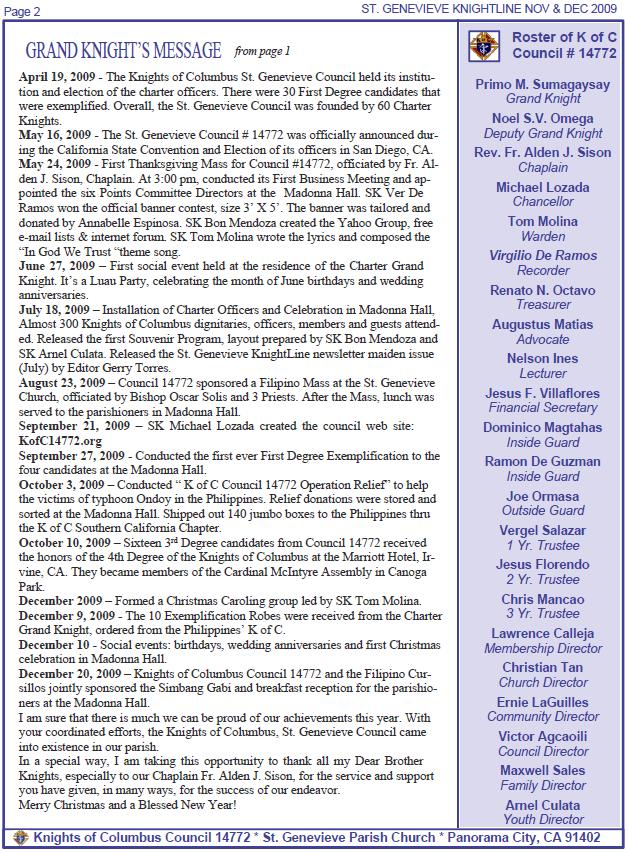 Page 2
ST. GENEVIEVE KNIGHTLINE NOV & DEC 2009
GRAND KNIGHT'S MESSAGE from page 1
April 19, 2009 - The Knights of Columbus St. Genevieve Council held its institu-
tion and election of the charter officers. There were 30 First Degree candidates that
were exemplified. Overall, the St. Genevieve Council was founded by 60 Charter
Knights.
May 16, 2009 - The St. Genevieve Council # 14772 was officially announced dur-
ing the California State Convention and Election of its officers in San Diego, CA.
May 24, 2009 - First Thanksgiving Mass for Council #14772, officiated by Fr. Al-
den J. Sison, Chaplain. At 3:00 pm, conducted its First Business Meeting and ap-
pointed the six Points Committee Directors at the Madonna Hall. SK Ver De
Ramos won the official banner contest, size 3' X 5'. The banner was tailored and
donated by Annabelle Espinosa. SK Bon Mendoza created the Yahoo Group, free
e-mail lists & internet forum. SK Tom Molina wrote the lyrics and composed the
"In God We Trust "theme song.
June 27, 2009 – First social event held at the residence of the Charter Grand
Knight. It's a Luau Party, celebrating the month of June birthdays and wedding
anniversaries.
July 18, 2009 – Installation of Charter Officers and Celebration in Madonna Hall,
Almost 300 Knights of Columbus dignitaries, officers, members and guests attend-
ed. Released the first Souvenir Program, layout prepared by SK Bon Mendoza and
SK Arnel Culata. Released the St. Genevieve KnightLine newsletter maiden issue
(July) by Editor Gerry Torres.
August 23, 2009 – Council 14772 sponsored a Filipino Mass at the St. Genevieve
Church, officiated by Bishop Oscar Solis and 3 Priests. After the Mass, lunch was
served to the parishioners in Madonna Hall.
September 21, 2009 – SK Michael Lozada created the council web site:
KofC14772.org
September 27, 2009 - Conducted the first ever First Degree Exemplification to the
four candidates at the Madonna Hall.
October 3, 2009 – Conducted " K of C Council 14772 Operation Relief" to help
the victims of typhoon Ondoy in the Philippines. Relief donations were stored and
sorted at the Madonna Hall. Shipped out 140 jumbo boxes to the Philippines thru
the K of C Southern California Chapter.
October 10, 2009 – Sixteen 3rd Degree candidates from Council 14772 received
the honors of the 4th Degree of the Knights of Columbus at the Marriott Hotel, Ir-
vine, CA. They became members of the Cardinal McIntyre Assembly in Canoga
Park.
December 2009 – Formed a Christmas Caroling group led by SK Tom Molina.
December 9, 2009 - The 10 Exemplification Robes were received from the Charter
Grand Knight, ordered from the Philippines' K of C.
December 10 - Social events: birthdays, wedding anniversaries and first Christmas
celebration in Madonna Hall.
December 20, 2009 – Knights of Columbus Council 14772 and the Filipino Cur-
sillos jointly sponsored the Simbang Gabi and breakfast reception for the parishio-
ners at the Madonna Hall.
I am sure that there is much we can be proud of our achievements this year. With
your coordinated efforts, the Knights of Columbus, St. Genevieve Council came
into existence in our parish.
In a special way, I am taking this opportunity to thank all my Dear Brother
Knights, especially to our Chaplain Fr. Alden J. Sison, for the service and support
you have given, in many ways, for the success of our endeavor.
Merry Christmas and a Blessed New Year!
Roster of K of C
Council # 14772
Primo M. Sumagaysay
Grand Knight
Noel S.V. Omega
Deputy Grand Knight
Rev. Fr. Alden J. Sison
Chaplain
Michael Lozada
Chancellor
Tom Molina
Warden
Virgilio De Ramos
Recorder
Renato N. Octavo
Treasurer
Augustus Matias
Advocate
Nelson Ines
Lecturer
Jesus F. Villaflores
Financial Secretary
Dominico Magtahas
Inside Guard
Ramon De Guzman
Inside Guard
Joe Ormasa
Outside Guard
Vergel Salazar
1 Yr. Trustee
Jesus Florendo
2 Yr. Trustee
Chris Mancao
3 Yr. Trustee
Lawrence Calleja
Membership Director
Christian Tan
Church Director
Ernie LaGuilles
Community Director
Victor Agcaoili
Council Director
Maxwell Sales
Family Director
Arnel Culata
Youth Director
Knights of Columbus Council 14772 * St. Genevieve Parish Church * Panorama City, CA 91402